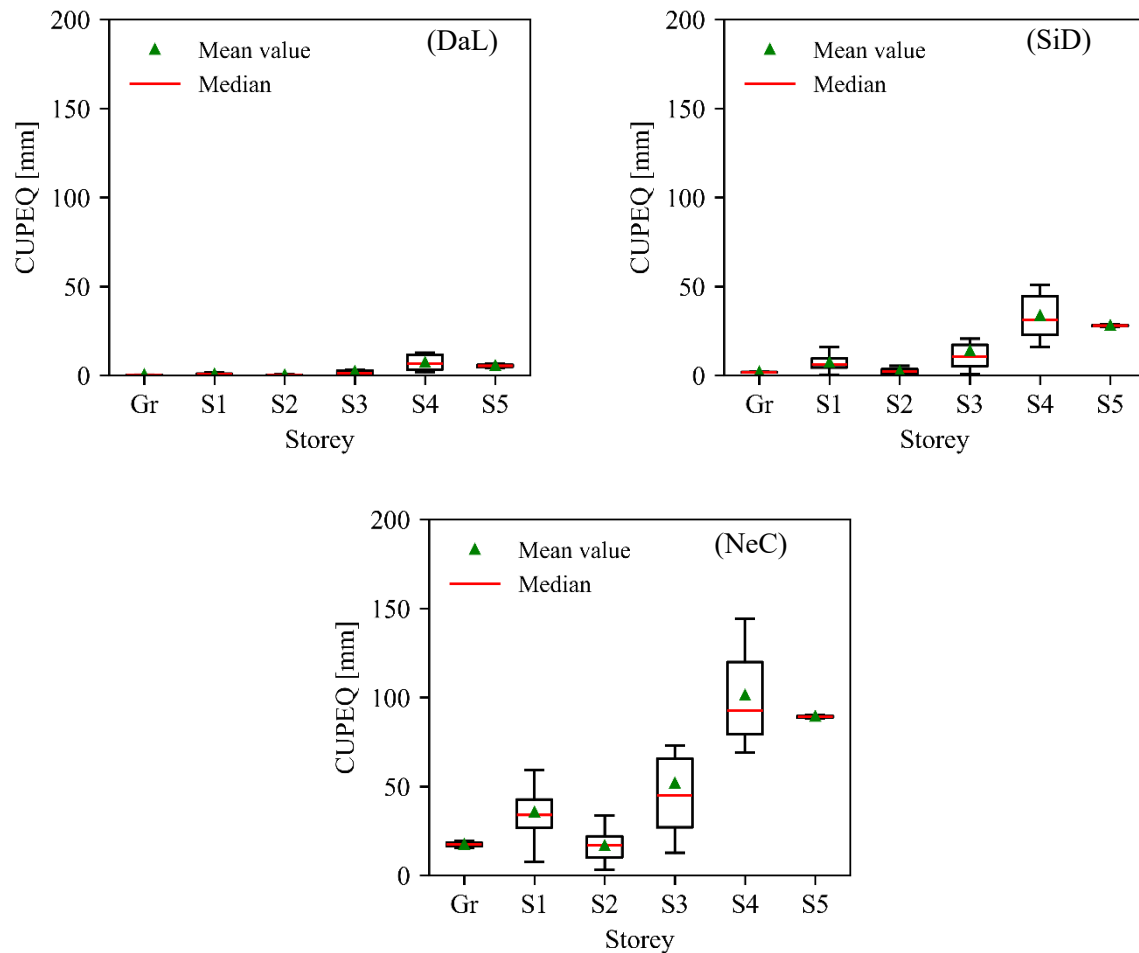 200
150
100
50
0
CUPEQ [mm]
Mean value
Median
(DaL)
Gr S1 S2 S3 S4 S5
Storey
200
150
100
50
0
CUPEQ [mm]
Mean value
Median
(SiD)
Gr S1 S2 S3 S4 S5
Storey
200
150
100
50
0
CUPEQ [mm]
Mean value
Median
(NeC)
Gr S1 S2 S3 S4 S5
Storey